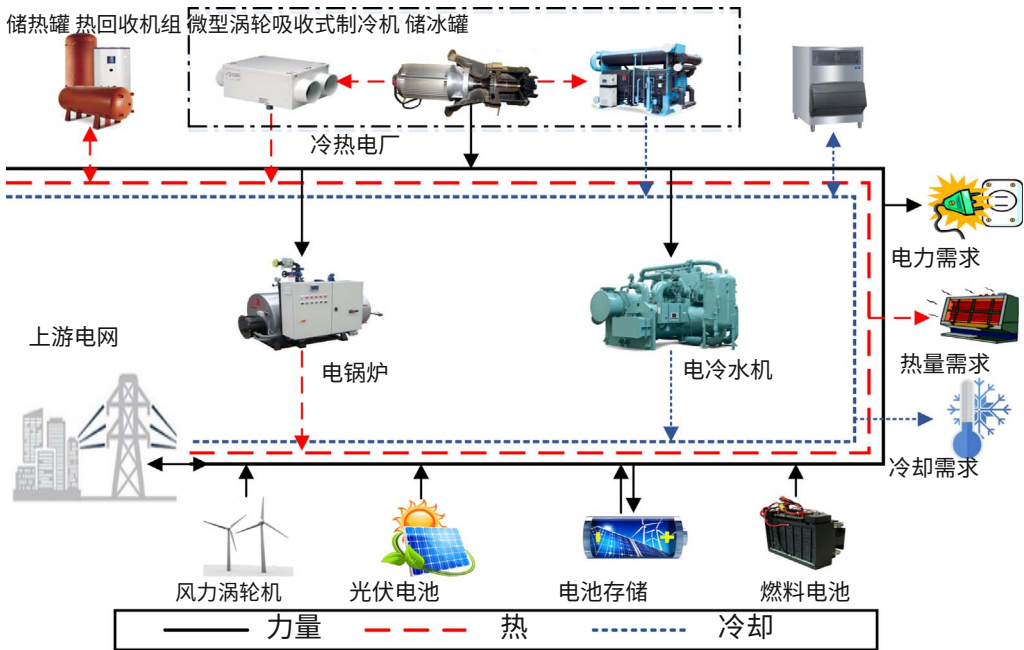 储热罐 热回收机组 微型涡轮吸收式制冷机 储冰罐
冷热电厂
电力需求
上游电网
电锅炉
电冷水机
热量需求
冷却需求
风力涡轮机
光伏电池
电池存储
燃料电池
力量
热
冷却